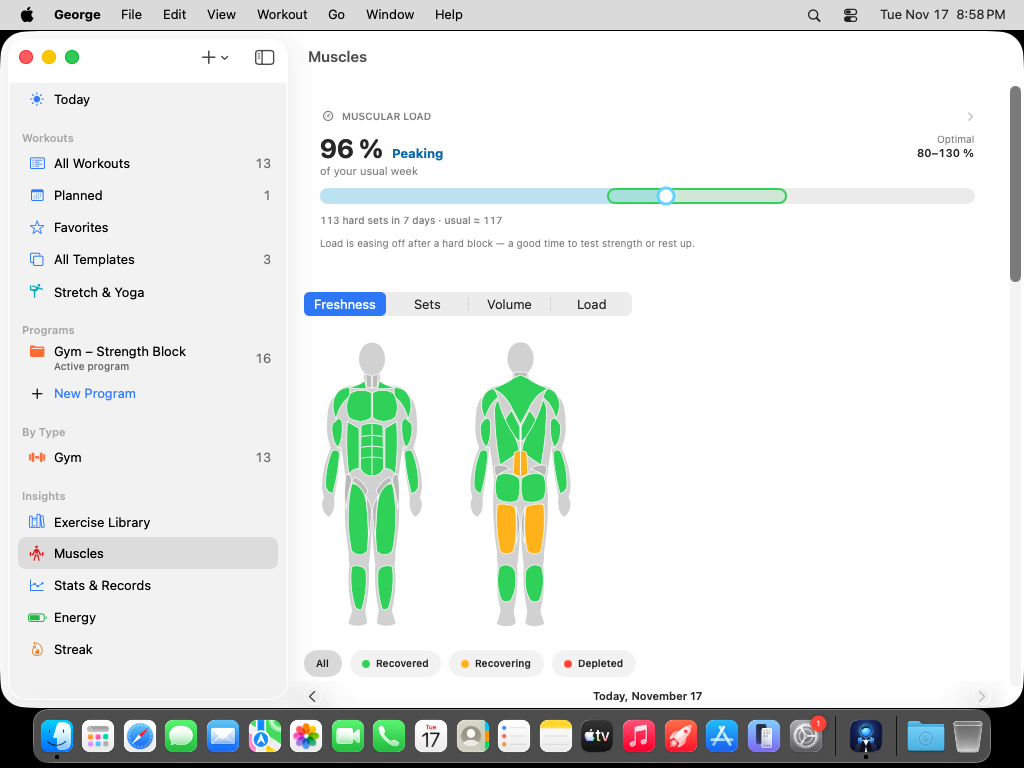 George File Edit View Workout Go Window Help Tue Nov 17 8:58 PM
Muscles
Today
Workouts
All Workouts 13
Planned 1
Favorites
All Templates 3
Stretch & Yoga
Programs
Gym – Strength Block 16
Active program
New Program
By Type
Gym 13
Insights
Exercise Library
Muscles
Stats & Records
Energy
Streak
MUSCULAR LOAD
96 % Peaking
of your usual week
Optimal
80–130 %
113 hard sets in 7 days · usual ≈ 117
Load is easing off after a hard block — a good time to test strength or rest up.
Freshness Sets Volume Load
All Recovered Recovering Depleted
Today, November 17
TUE
17
tv
1